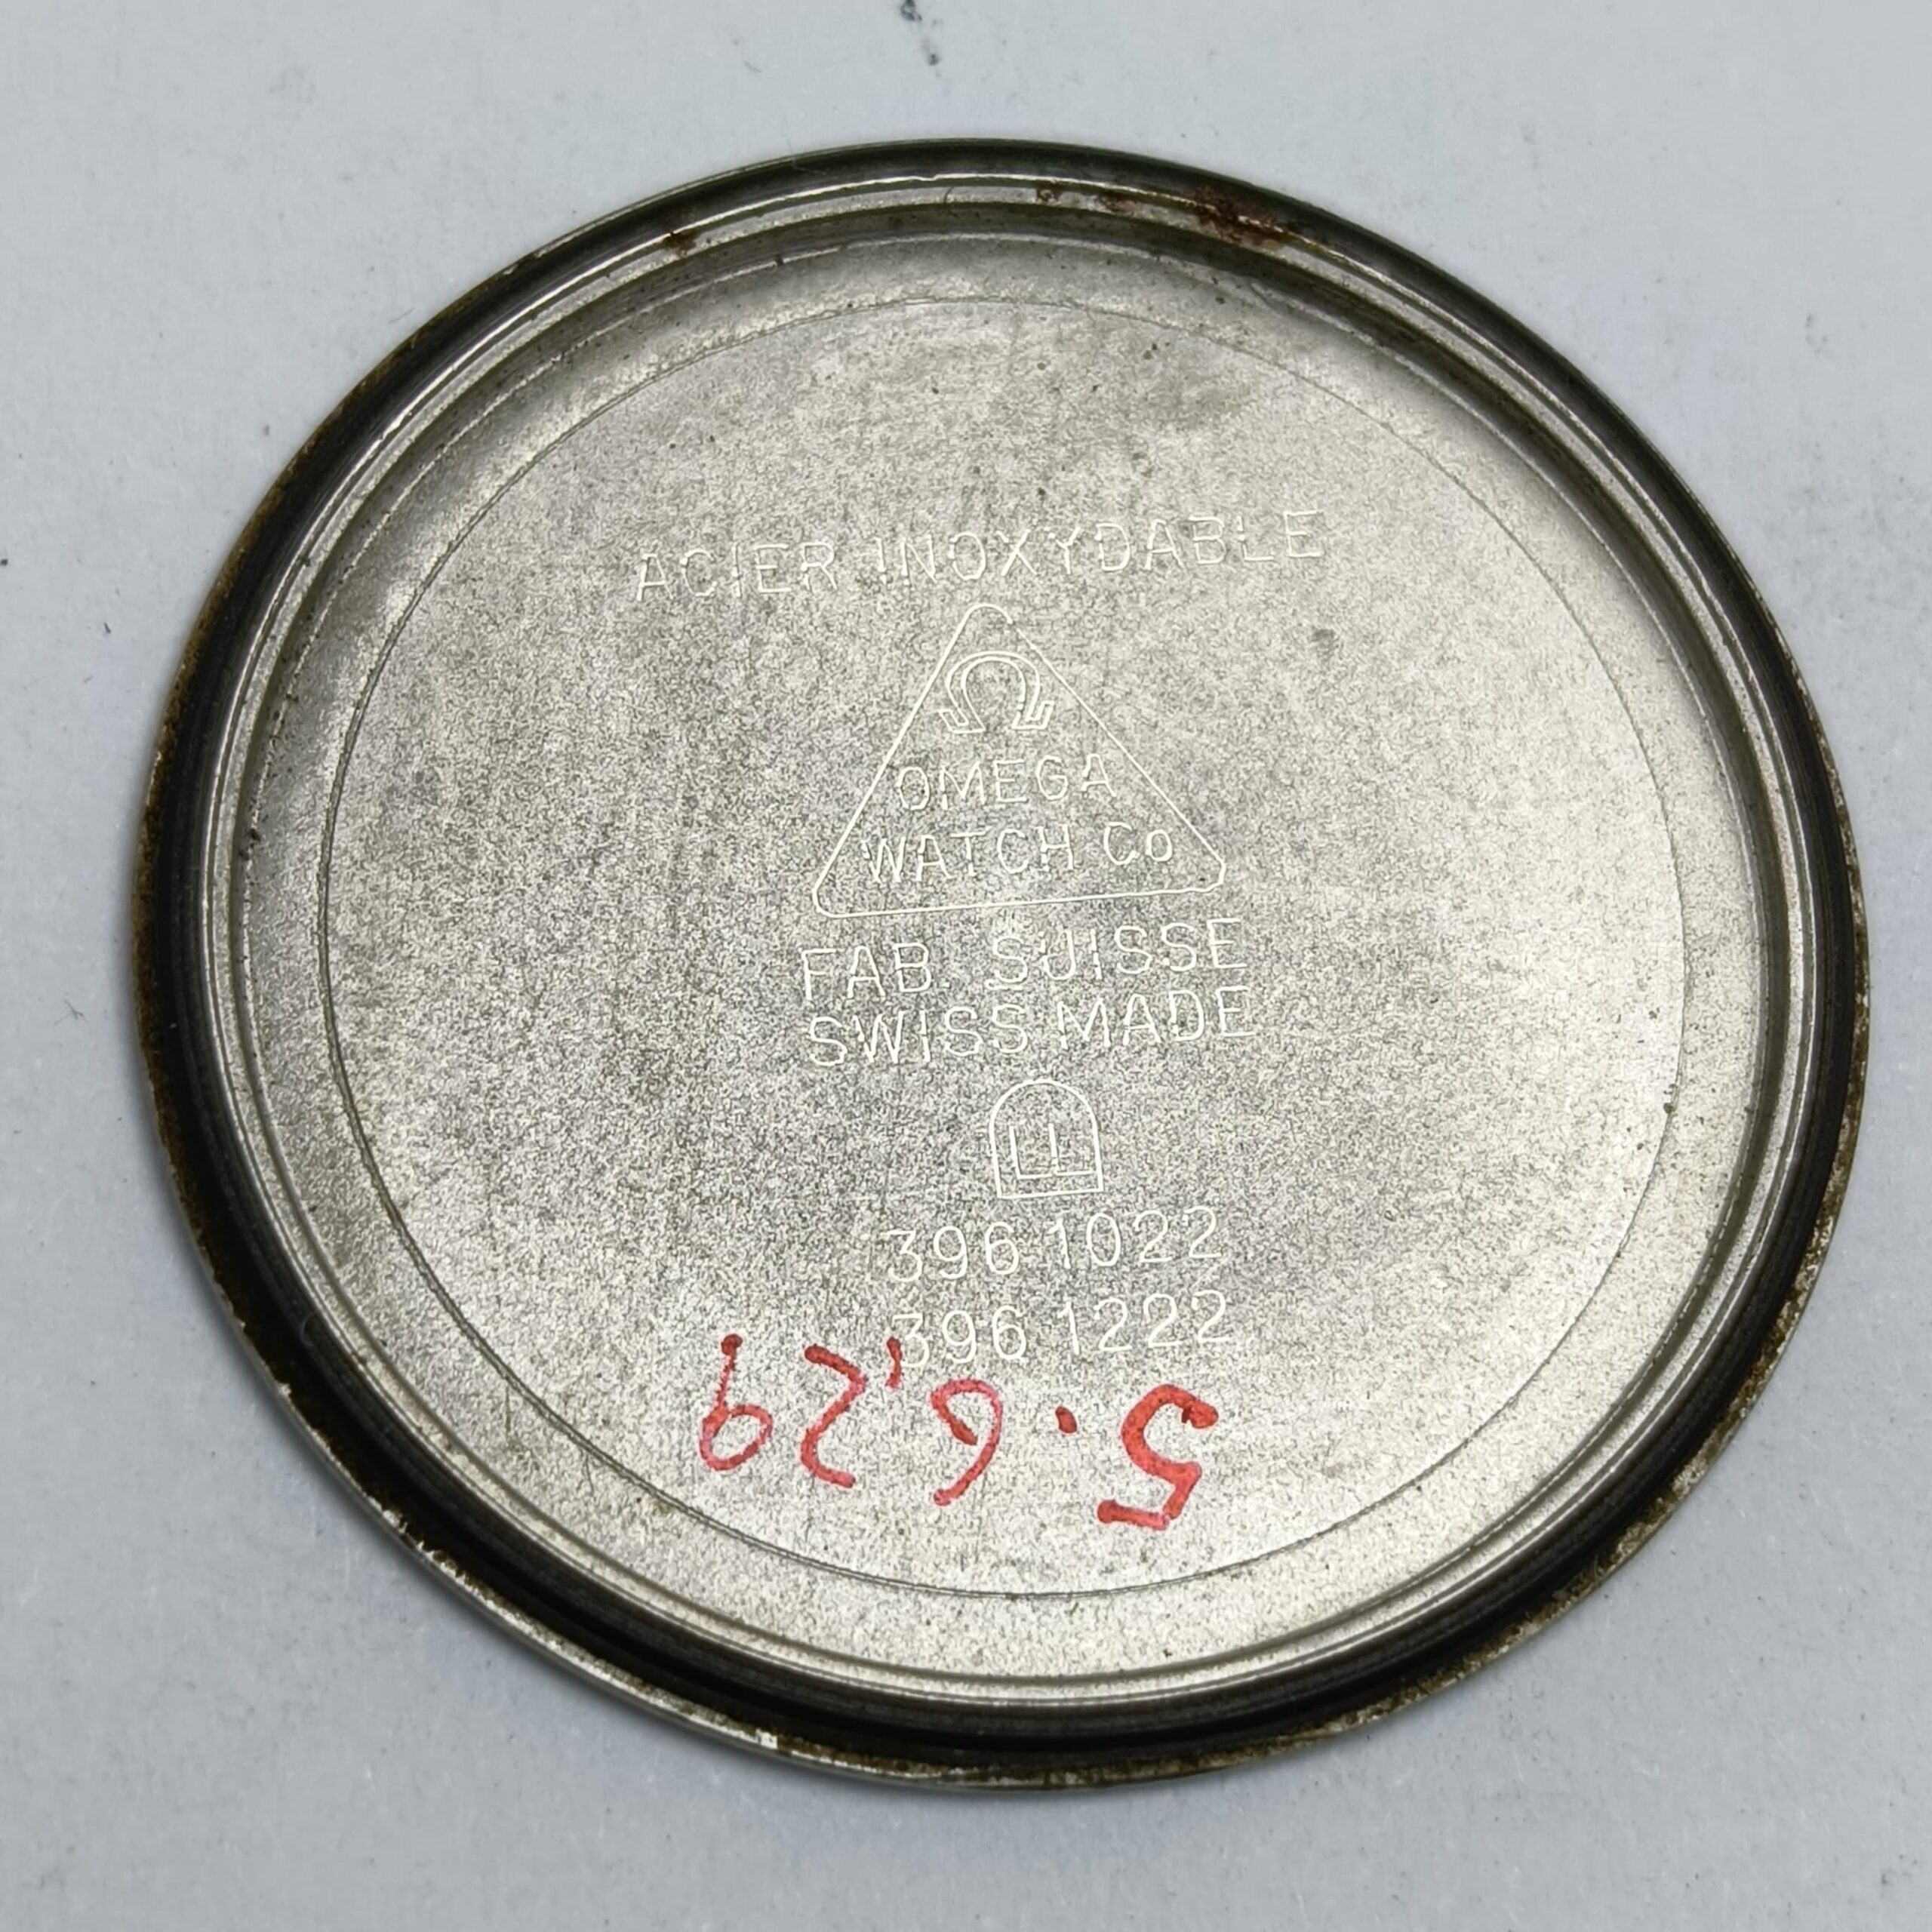 ACIER INOXYDABLE
Ω
OMEGA
WATCH Co
FAB. SUISSE
SWISS MADE
396 1022
396 1222
5.6.29